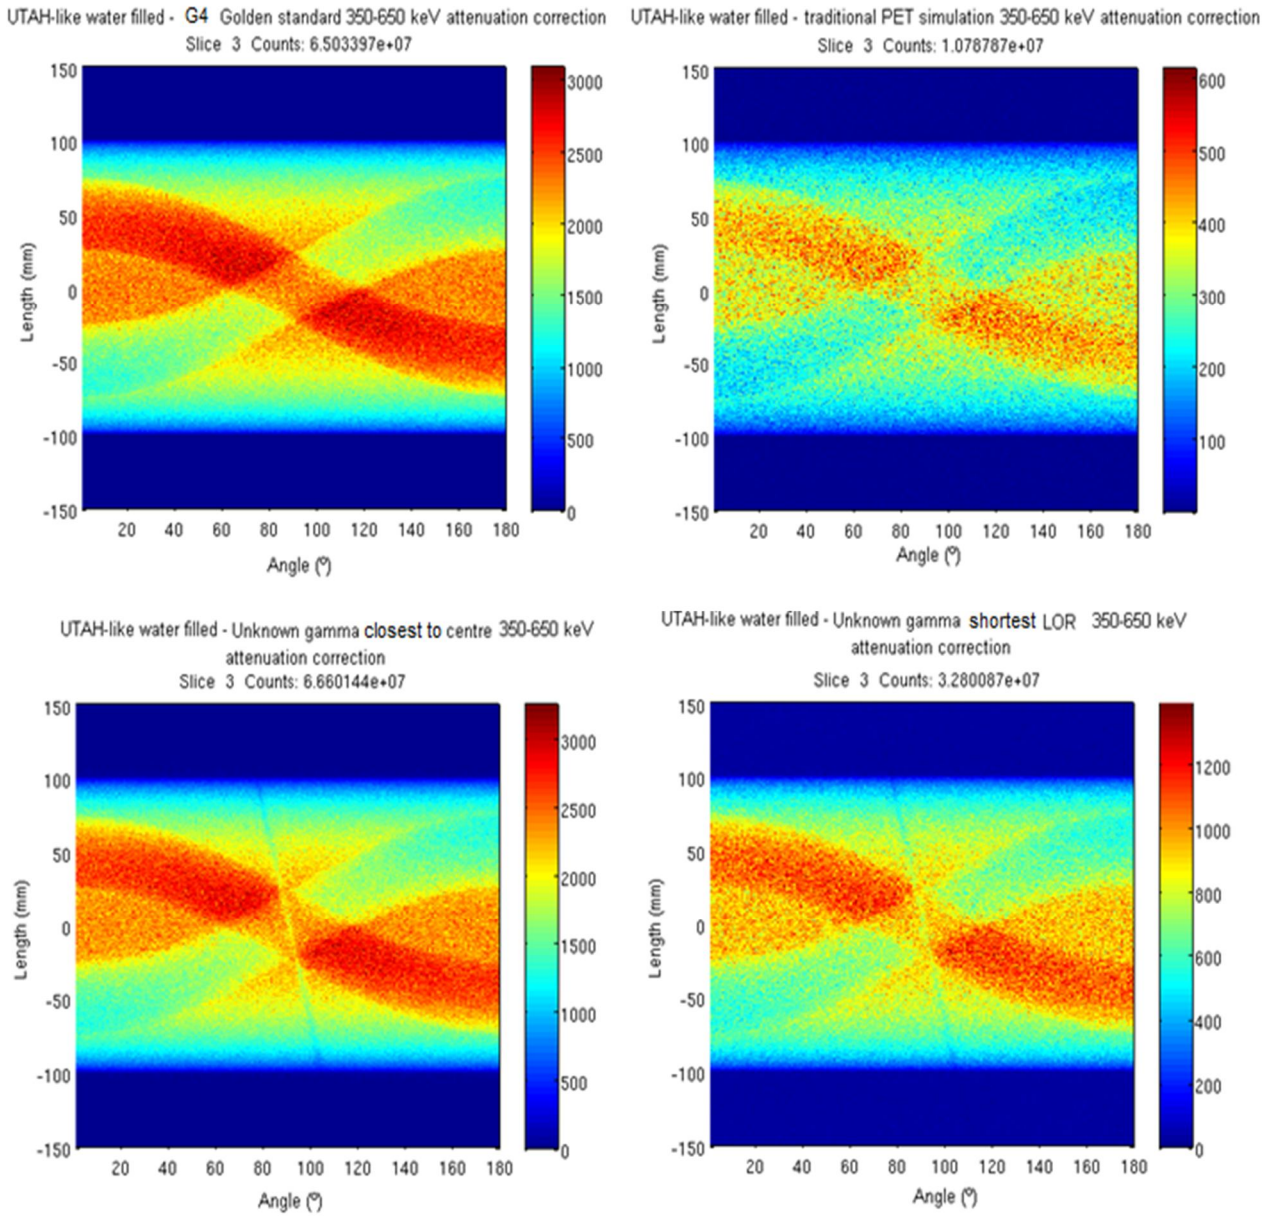 UTAH-like water filled - G4 Golden standard 350-650 keV attenuation correction
Slice 3 Counts: 6.503397e+07
150
100
50
0
-50
-100
-150
Length (mm)
20 40 60 80 100 120 140 160 180
Angle (º)
3000
2500
2000
1500
1000
500
0
UTAH-like water filled - traditional PET simulation 350-650 keV attenuation correction
Slice 3 Counts: 1.078787e+07
150
100
50
0
-50
-100
-150
Length (mm)
20 40 60 80 100 120 140 160 180
Angle (º)
600
500
400
300
200
100
UTAH-like water filled - Unknown gamma closest to centre 350-650 keV
attenuation correction
Slice 3 Counts: 6.660144e+07
150
100
50
0
-50
-100
-150
Length (mm)
20 40 60 80 100 120 140 160 180
Angle (º)
3000
2500
2000
1500
1000
500
0
UTAH-like water filled - Unknown gamma shortest LOR 350-650 keV
attenuation correction
Slice 3 Counts: 3.280087e+07
150
100
50
0
-50
-100
-150
Length (mm)
20 40 60 80 100 120 140 160 180
Angle (º)
1200
1000
800
600
400
200
0